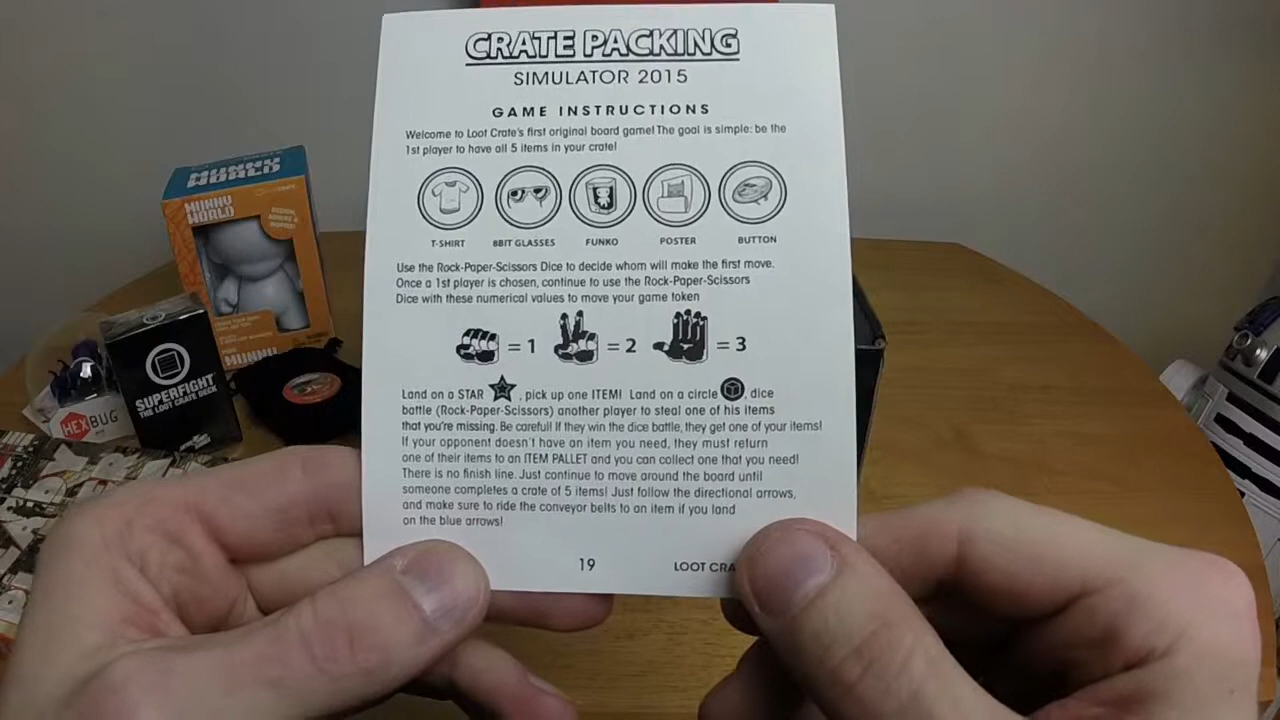 CRATE PACKING
SIMULATOR 2015
GAME INSTRUCTIONS
Welcome to Loot Crate's first original board game! The goal is simple: be the
1st player to have all 5 items in your crate!
T-SHIRT 8BIT GLASSES FUNKO POSTER BUTTON
Use the Rock-Paper-Scissors Dice to decide whom will make the first move.
Once a 1st player is chosen, continue to use the Rock-Paper-Scissors
Dice with these numerical values to move your game token
= 1 = 2 = 3
Land on a STAR , pick up one ITEM! Land on a circle , dice
battle (Rock-Paper-Scissors) another player to steal one of his items
that you're missing. Be careful! If they win the dice battle, they get one of your items!
If your opponent doesn't have an item you need, they must return
one of their items to an ITEM PALLET and you can collect one that you need!
There is no finish line. Just continue to move around the board until
someone completes a crate of 5 items! Just follow the directional arrows,
and make sure to ride the conveyor belts to an item if you land
on the blue arrows!
19 LOOT CRA
MUNNY
WORLD
MUNNY
WORLD
MUNNY
SUPERFIGHT
THE LOOT CRATE DECK
HEXBUG